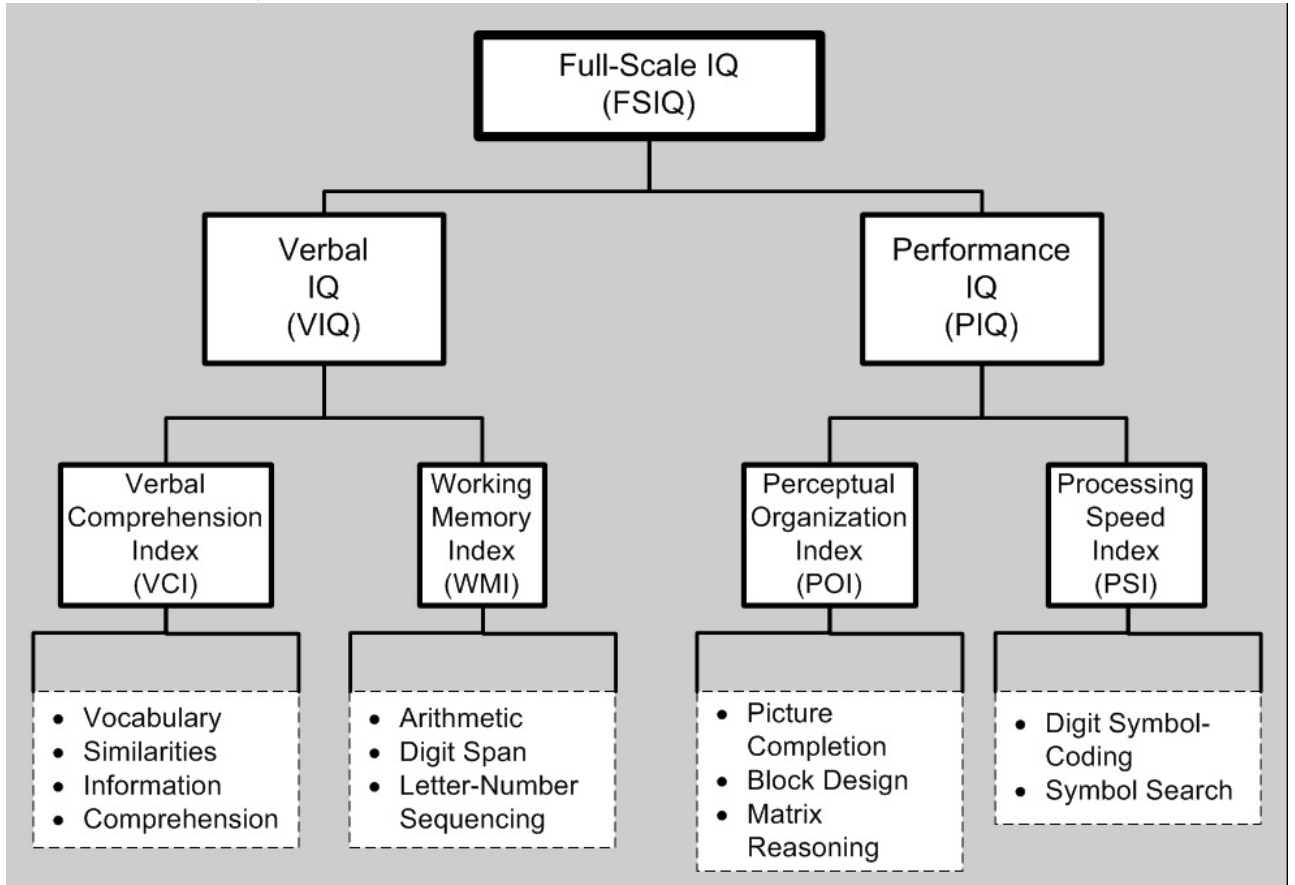 Full-Scale IQ
(FSIQ)
Verbal
IQ
(VIQ)
Performance
IQ
(PIQ)
Verbal
Comprehension
Index
(VCI)
Working
Memory
Index
(WMI)
Perceptual
Organization
Index
(POI)
Processing
Speed
Index
(PSI)
• Vocabulary
• Similarities
• Information
• Comprehension
• Arithmetic
• Digit Span
• Letter-Number
Sequencing
• Picture
Completion
• Block Design
• Matrix
Reasoning
• Digit Symbol-
Coding
• Symbol Search